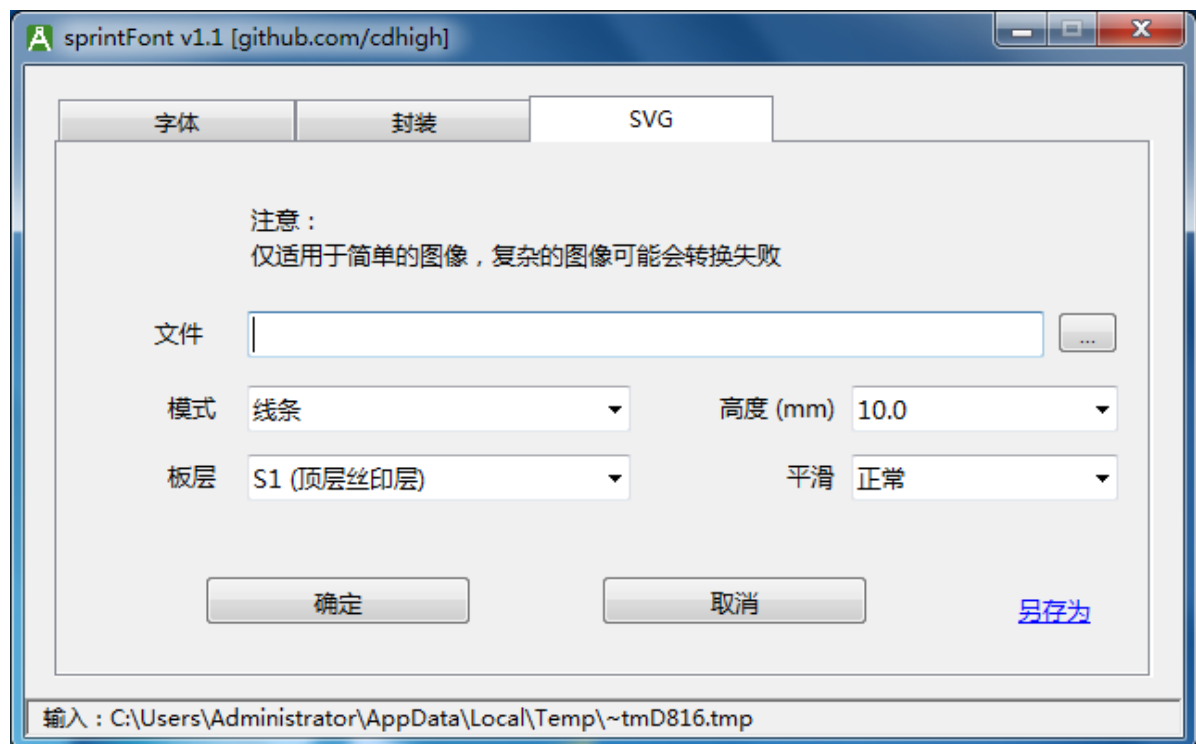 sprintFont v1.1 [github.com/cdhigh]
字体 封装 SVG
注意：
仅适用于简单的图像，复杂的图像可能会转换失败
文件 ...
模式 线条 高度 (mm) 10.0
板层 S1 (顶层丝印层) 平滑 正常
确定 取消 另存为
输入：C:\Users\Administrator\AppData\Local\Temp\~tmD816.tmp